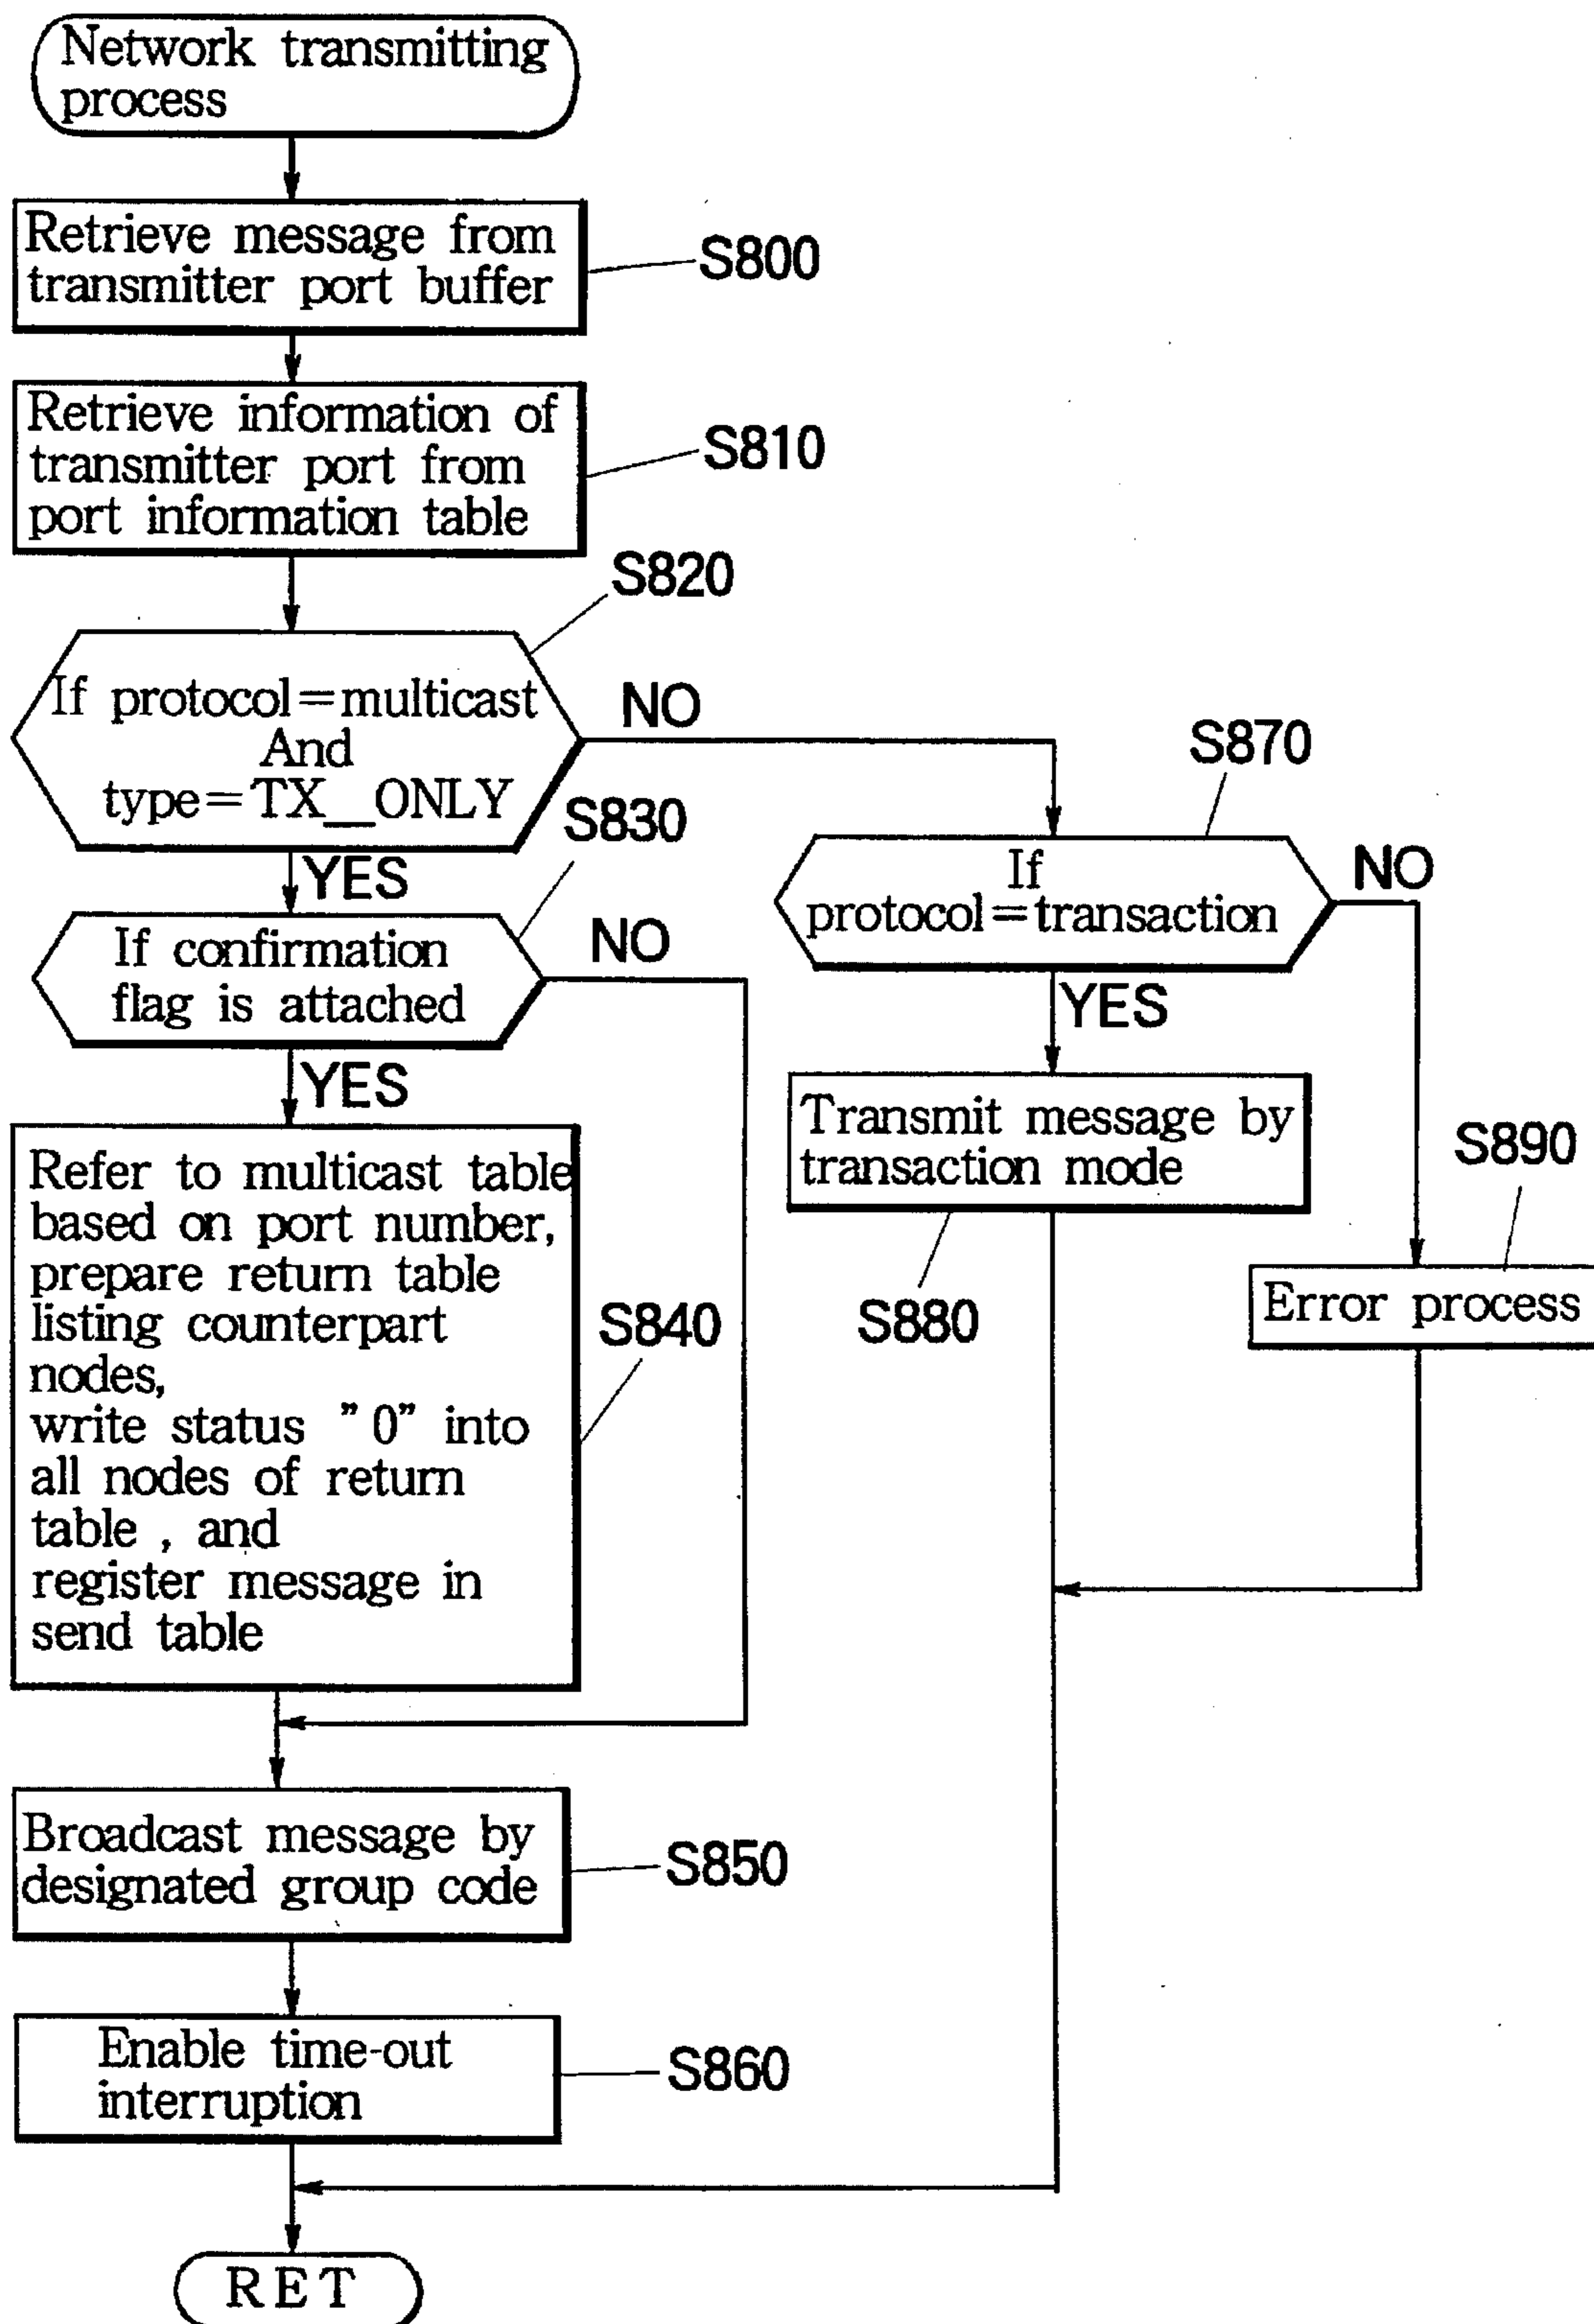 Network transmitting
process
Retrieve message from
transmitter port buffer
S800
Retrieve information of
transmitter port from
port information table
S810
S820
If protocol=multicast
And
type=TX__ONLY
NO
YES
S830
If confirmation
flag is attached
NO
YES
S870
If
protocol=transaction
NO
YES
Transmit message by
transaction mode
S880
S890
Error process
Refer to multicast table
based on port number,
prepare return table
listing counterpart
nodes,
write status "0" into
all nodes of return
table , and
register message in
send table
S840
Broadcast message by
designated group code
S850
Enable time-out
interruption
S860
RET